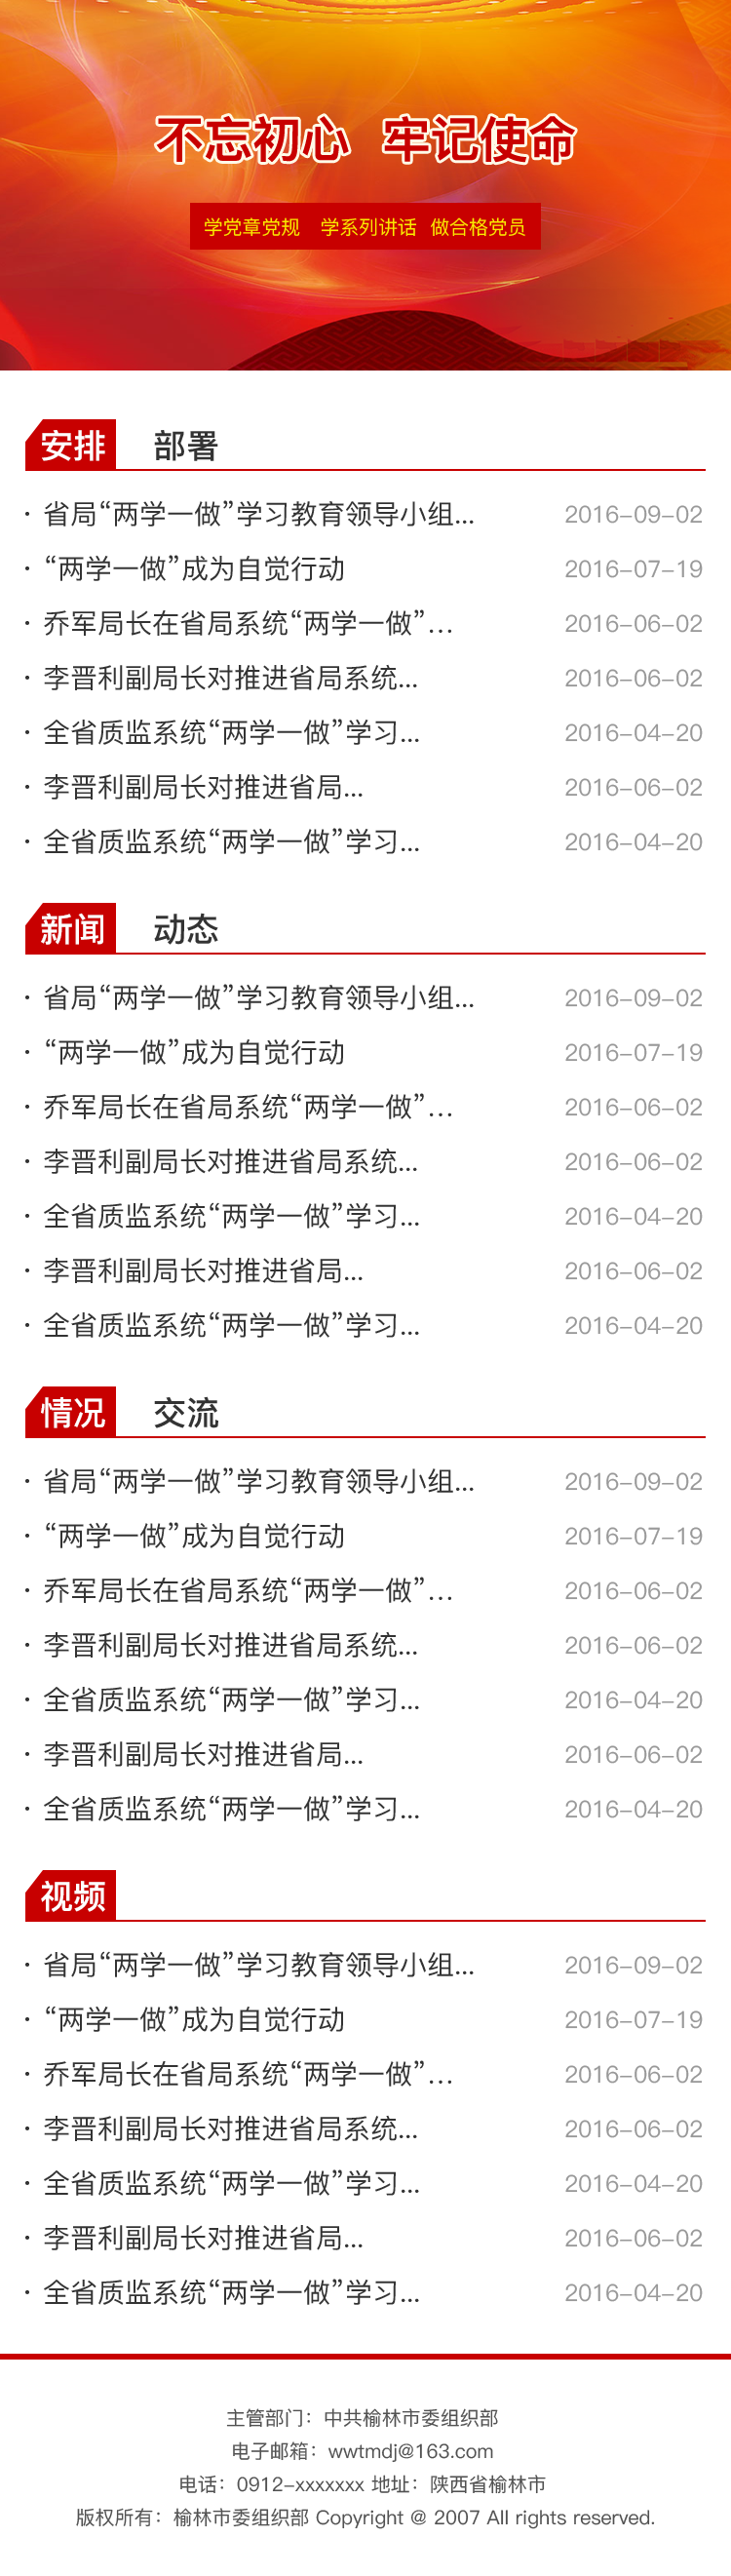 不忘初心 牢记使命
学党章党规 学系列讲话 做合格党员
安排 部署
· 省局“两学一做”学习教育领导小组... 2016-09-02
· “两学一做”成为自觉行动 2016-07-19
· 乔军局长在省局系统“两学一做”... 2016-06-02
· 李晋利副局长对推进省局系统... 2016-06-02
· 全省质监系统“两学一做”学习... 2016-04-20
· 李晋利副局长对推进省局... 2016-06-02
· 全省质监系统“两学一做”学习... 2016-04-20
新闻 动态
· 省局“两学一做”学习教育领导小组... 2016-09-02
· “两学一做”成为自觉行动 2016-07-19
· 乔军局长在省局系统“两学一做”... 2016-06-02
· 李晋利副局长对推进省局系统... 2016-06-02
· 全省质监系统“两学一做”学习... 2016-04-20
· 李晋利副局长对推进省局... 2016-06-02
· 全省质监系统“两学一做”学习... 2016-04-20
情况 交流
· 省局“两学一做”学习教育领导小组... 2016-09-02
· “两学一做”成为自觉行动 2016-07-19
· 乔军局长在省局系统“两学一做”... 2016-06-02
· 李晋利副局长对推进省局系统... 2016-06-02
· 全省质监系统“两学一做”学习... 2016-04-20
· 李晋利副局长对推进省局... 2016-06-02
· 全省质监系统“两学一做”学习... 2016-04-20
视频
· 省局“两学一做”学习教育领导小组... 2016-09-02
· “两学一做”成为自觉行动 2016-07-19
· 乔军局长在省局系统“两学一做”... 2016-06-02
· 李晋利副局长对推进省局系统... 2016-06-02
· 全省质监系统“两学一做”学习... 2016-04-20
· 李晋利副局长对推进省局... 2016-06-02
· 全省质监系统“两学一做”学习... 2016-04-20
主管部门：中共榆林市委组织部
电子邮箱：wwtmdj@163.com
电话：0912-xxxxxxx 地址：陕西省榆林市
版权所有：榆林市委组织部 Copyright @ 2007 All rights reserved.